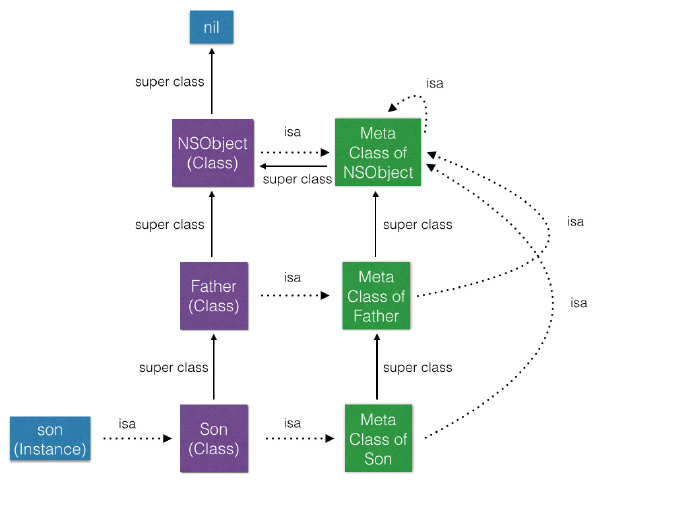 nil
super class
isa
NSObject
(Class)
isa
Meta
Class of
NSObject
super class
super class
super class
isa
Father
(Class)
isa
Meta
Class of
Father
isa
super class
super class
son
(Instance)
isa
Son
(Class)
isa
Meta
Class of
Son